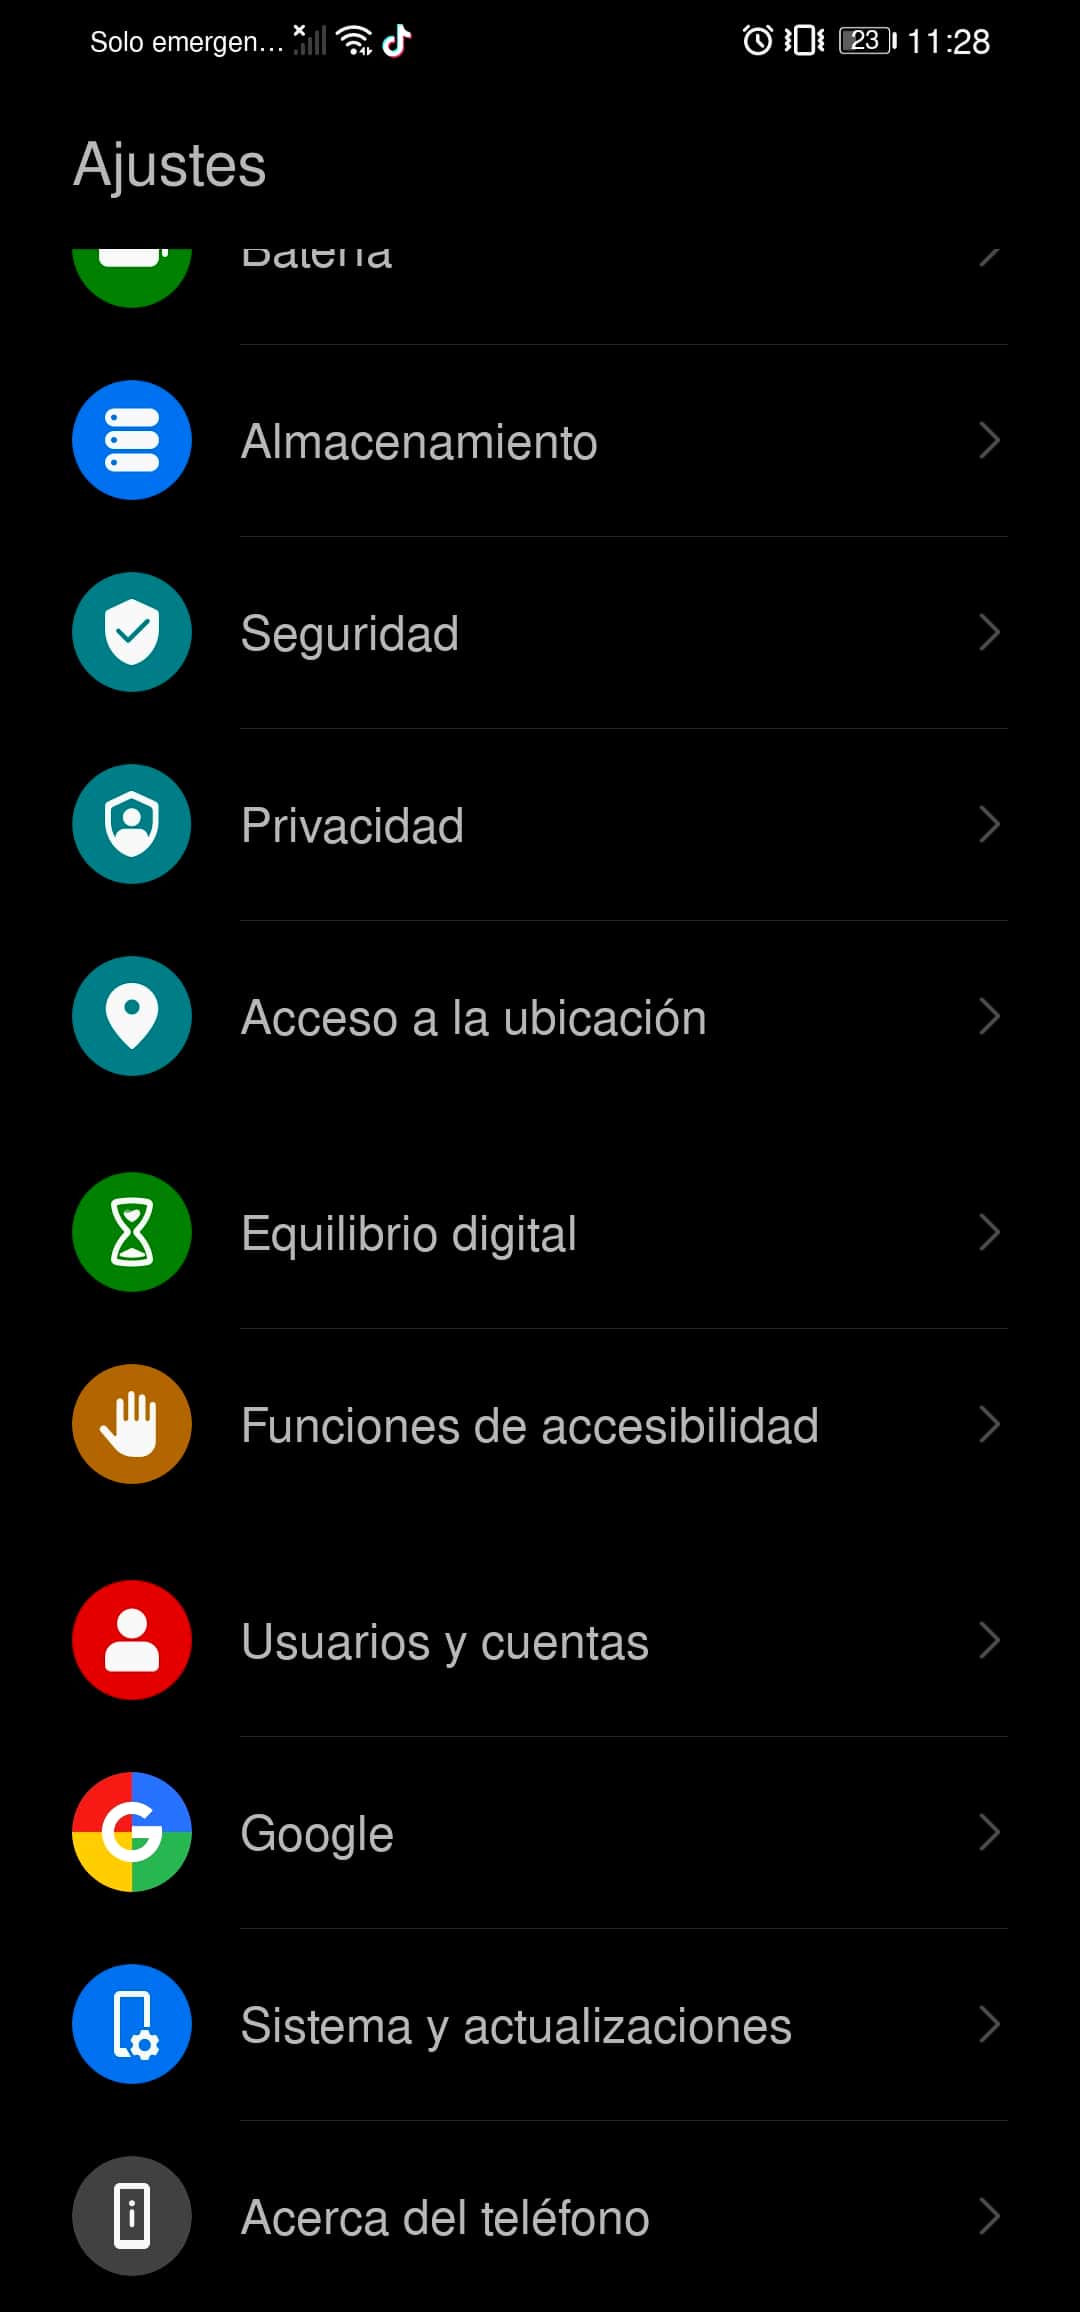 Solo emergen...
23 11:28
Ajustes
Batería
Almacenamiento
Seguridad
Privacidad
Acceso a la ubicación
Equilibrio digital
Funciones de accesibilidad
Usuarios y cuentas
Google
Sistema y actualizaciones
Acerca del teléfono